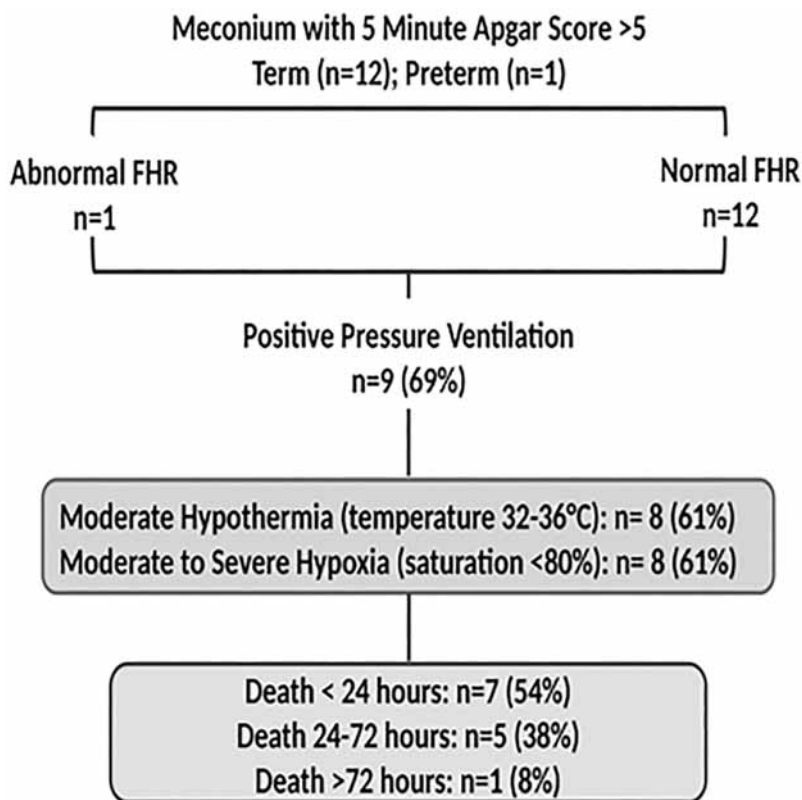 Meconium with 5 Minute Apgar Score >5
Term (n=12); Preterm (n=1)
Abnormal FHR
n=1
Normal FHR
n=12
Positive Pressure Ventilation
n=9 (69%)
Moderate Hypothermia (temperature 32-36°C): n= 8 (61%)
Moderate to Severe Hypoxia (saturation <80%): n= 8 (61%)
Death < 24 hours: n=7 (54%)
Death 24-72 hours: n=5 (38%)
Death >72 hours: n=1 (8%)